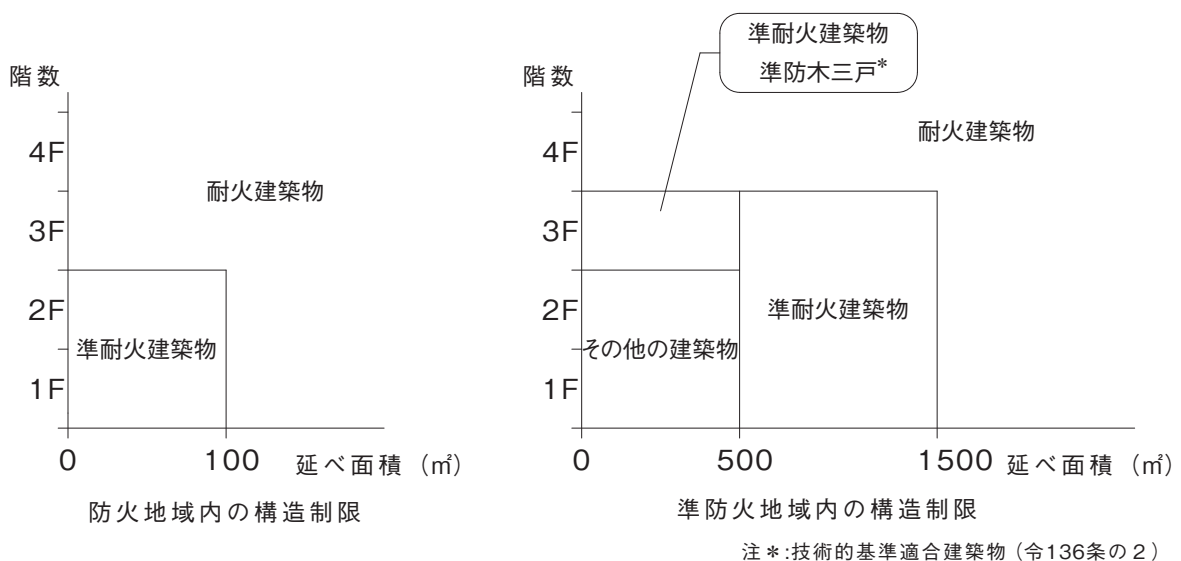 階数
4F
3F
2F
1F
耐火建築物
準耐火建築物
0
100
延べ面積（㎡）
防火地域内の構造制限
階数
4F
3F
2F
1F
準耐火建築物
準防木三戸*
耐火建築物
準耐火建築物
その他の建築物
0
500
1500
延べ面積（㎡）
準防火地域内の構造制限
注＊:技術的基準適合建築物（令136条の２）